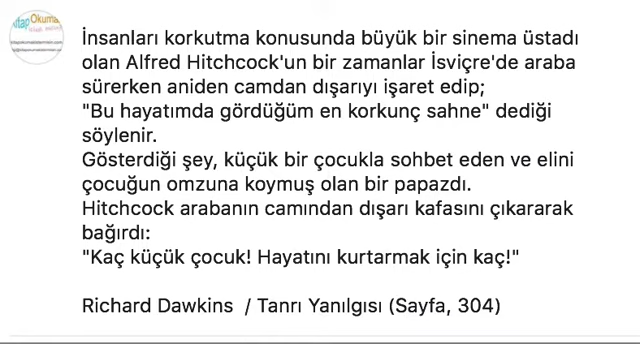 İnsanları korkutma konusunda büyük bir sinema üstadı
olan Alfred Hitchcock'un bir zamanlar İsviçre'de araba
sürerken aniden camdan dışarıyı işaret edip;
"Bu hayatımda gördüğüm en korkunç sahne" dediği
söylenir.
Gösterdiği şey, küçük bir çocukla sohbet eden ve elini
çocuğun omzuna koymuş olan bir papazdı.
Hitchcock arabanın camından dışarı kafasını çıkararak
bağırdı:
"Kaç küçük çocuk! Hayatını kurtarmak için kaç!"
Richard Dawkins / Tanrı Yanılgısı (Sayfa, 304)